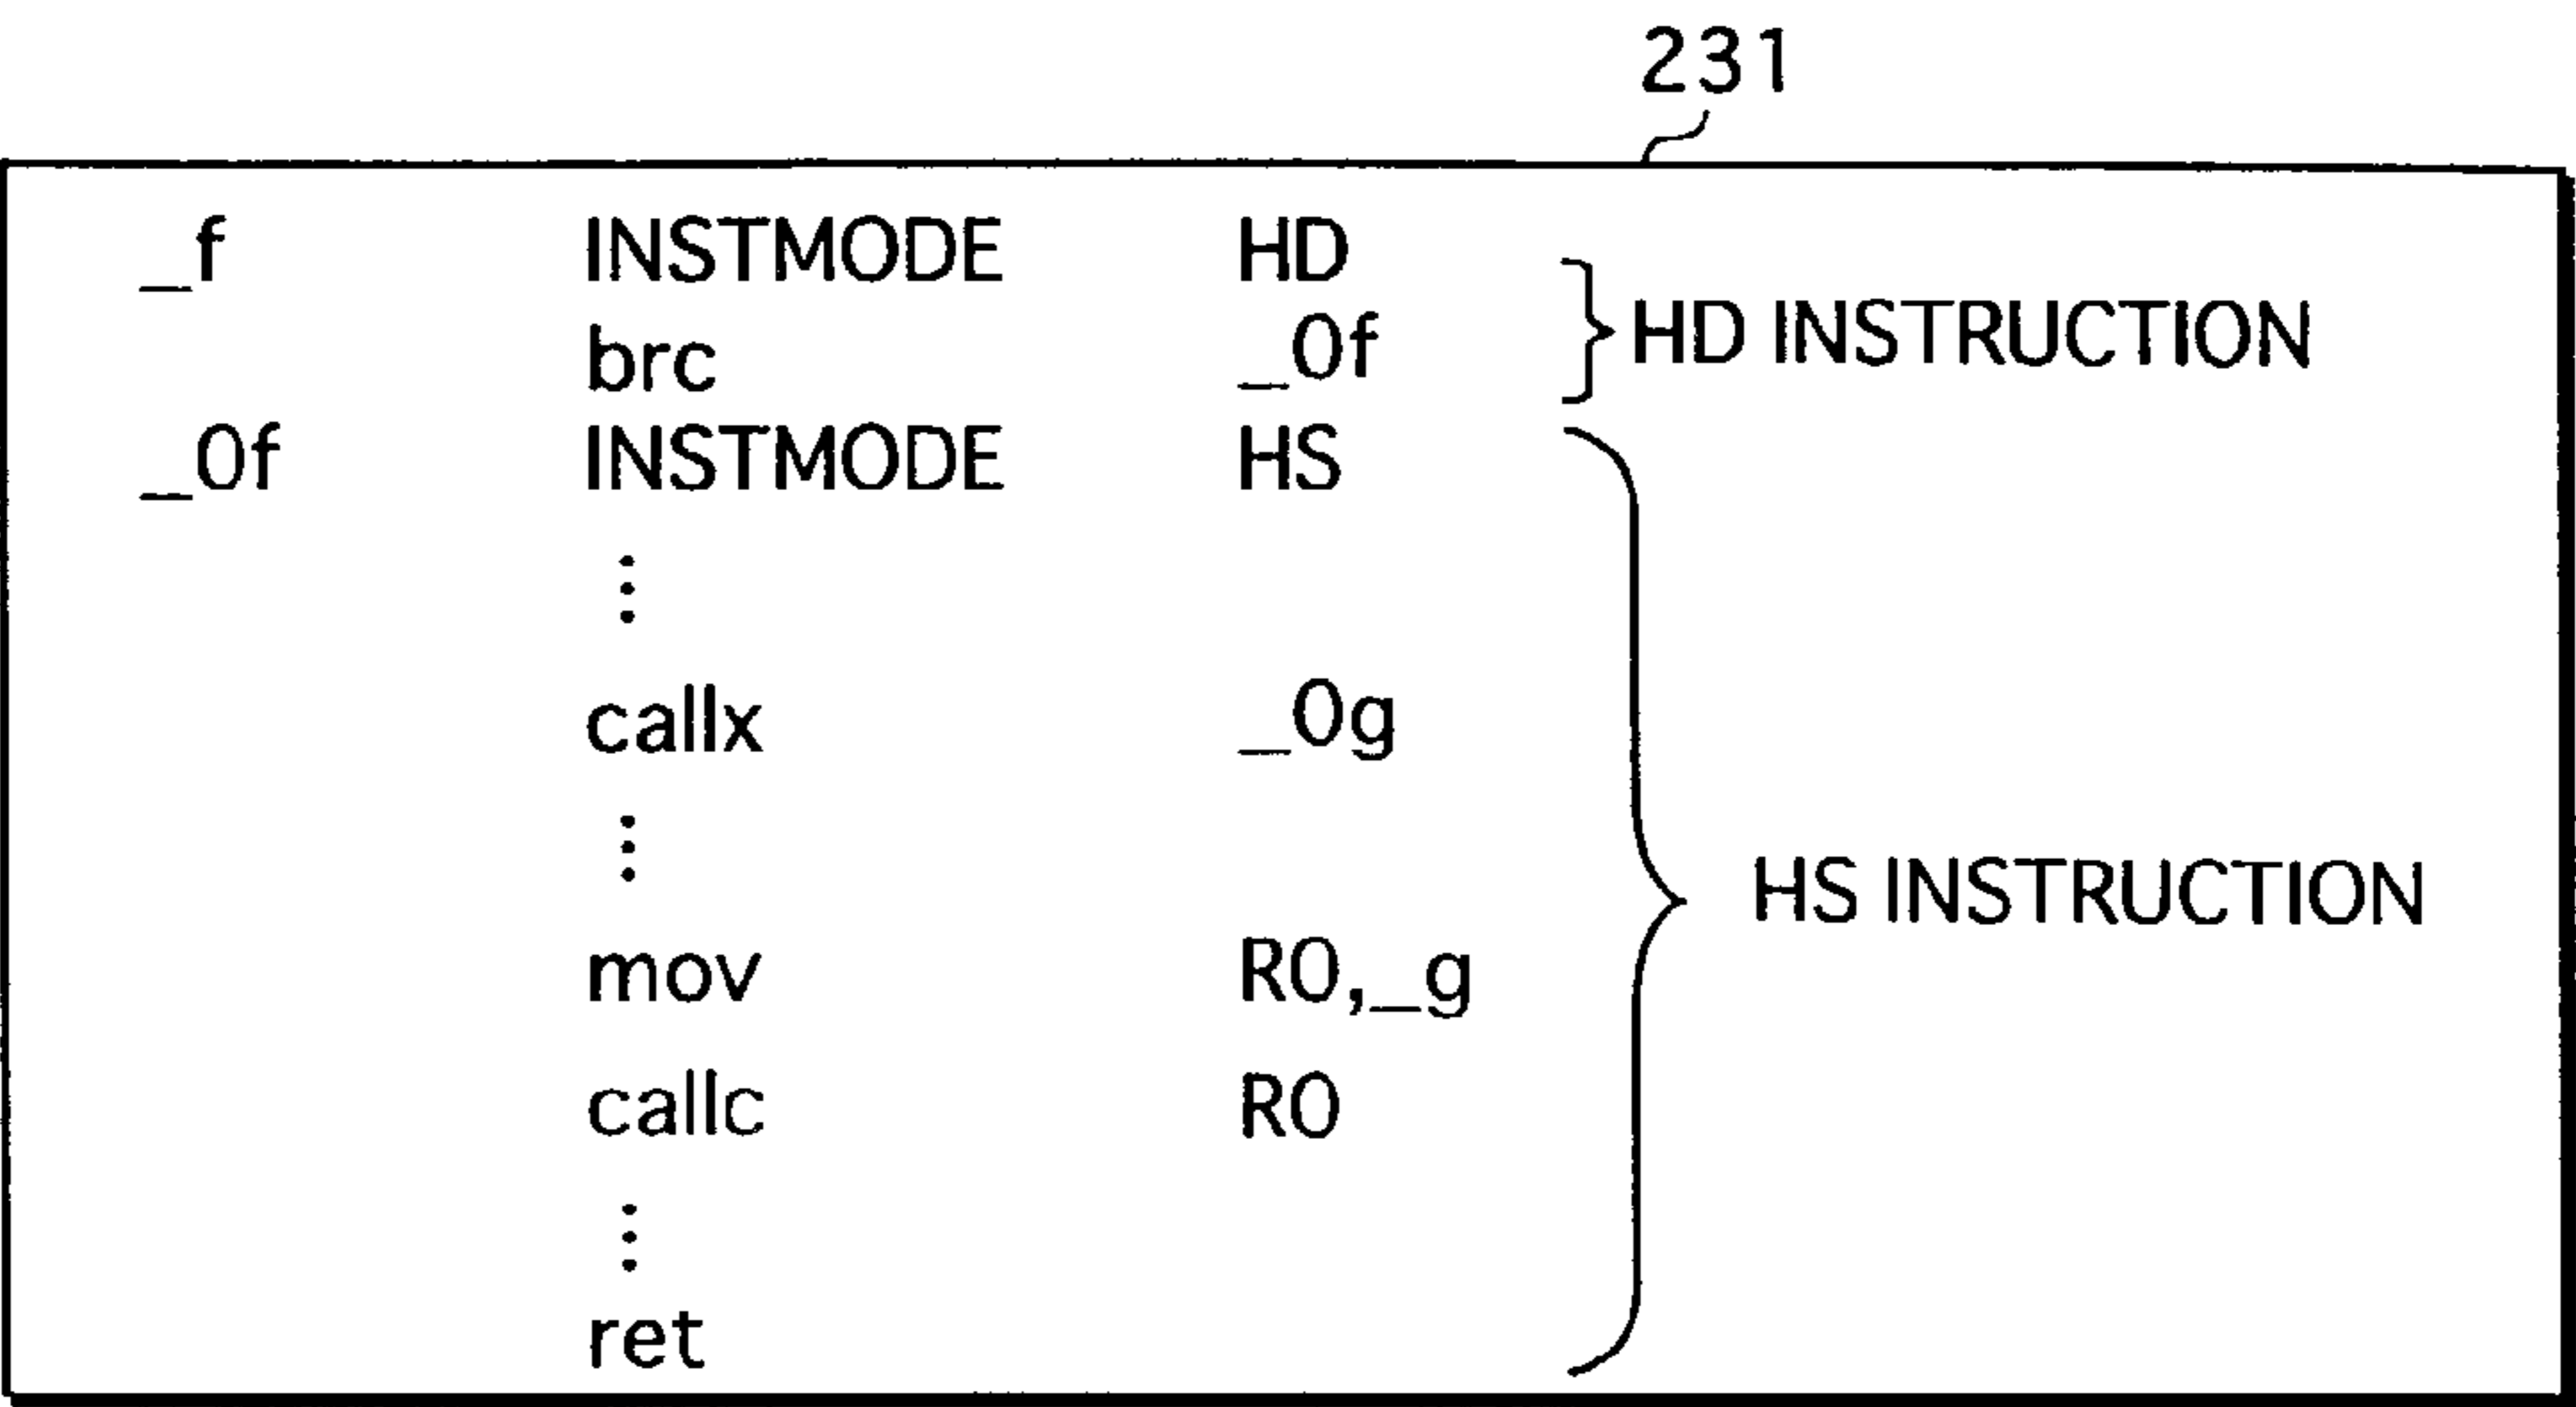 231
_f INSTMODE HD
brc _0f
HD INSTRUCTION
_0f INSTMODE HS
⋮
callx _0g
⋮
mov R0,_g
HS INSTRUCTION
callc R0
⋮
ret